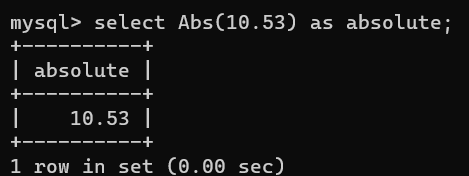 mysql> select Abs(10.53) as absolute;
+----------+
| absolute |
+----------+
|    10.53 |
+----------+
1 row in set (0.00 sec)